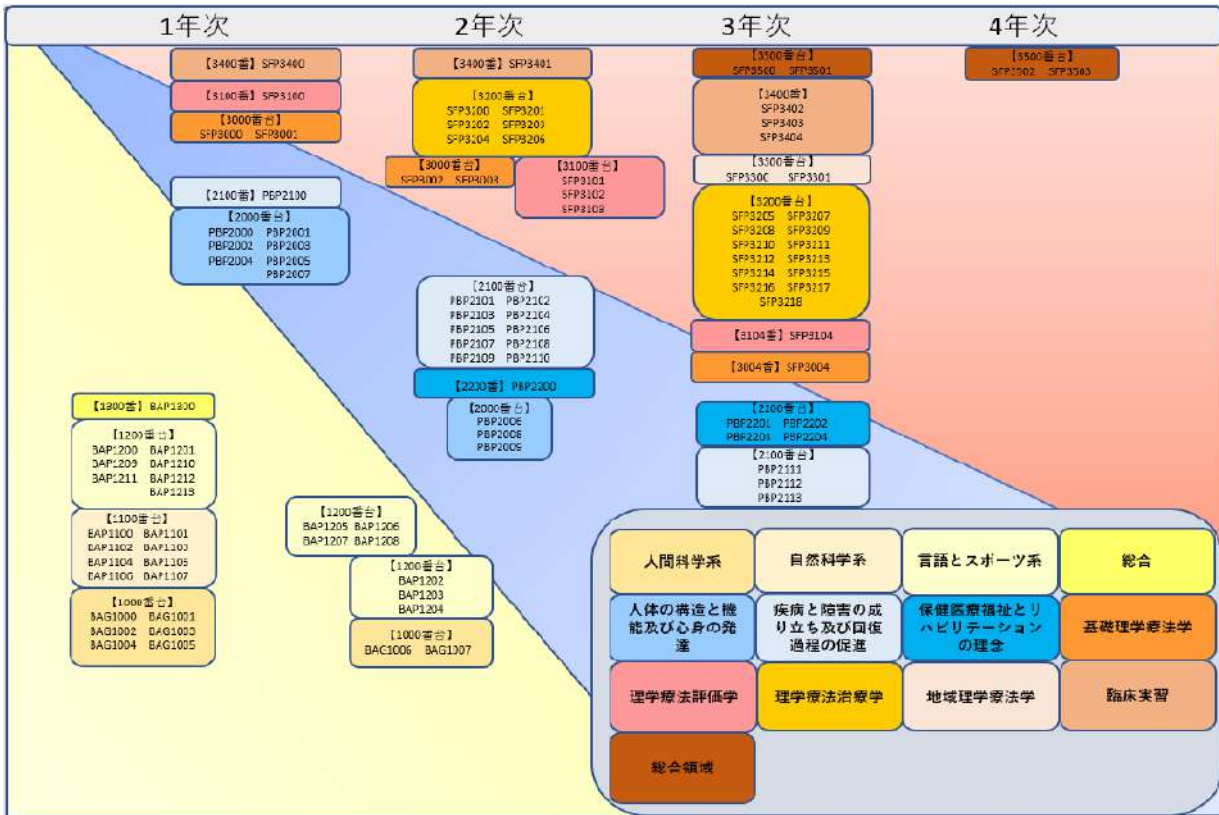 1年次
2年次
3年次
4年次
【3400番】SFP3400
【3100番】SFP3100
【3000番台】
SFP3000 SFP3001
【2100番】PBP2100
【2000番台】
PBP2000 PBP2001
PBP2002 PBP2003
PBP2004 PBP2005
PBP2007
【1300番】BAP1300
【1200番台】
BAP1200 BAP1201
BAP1209 BAP1210
BAP1211 BAP1212
BAP1213
【1100番台】
BAP1100 BAP1101
BAP1102 BAP1103
BAP1104 BAP1105
BAP1106 BAP1107
【1000番台】
BAG1000 BAG1001
BAG1002 BAG1003
BAG1004 BAG1005
【3400番】SFP3401
【3200番台】
SFP3200 SFP3201
SFP3202 SFP3203
SFP3204 SFP3206
【3000番台】
SFP3002 SFP3003
【3100番台】
SFP3101
SFP3102
SFP3103
【2100番台】
PBP2101 PBP2102
PBP2103 PBP2104
PBP2105 PBP2106
PBP2107 PBP2108
PBP2109 PBP2110
【2200番】PBP2200
【2000番台】
PBP2006
PBP2008
PBP2009
【1200番台】
BAP1205 BAP1206
BAP1207 BAP1208
【1200番台】
BAP1202
BAP1203
BAP1204
【1000番台】
BAG1006 BAG1007
【3500番台】
SFP3500 SFP3501
【3400番台】
SFP3402
SFP3403
SFP3404
【3300番台】
SFP3300 SFP3301
【3200番台】
SFP3205 SFP3207
SFP3208 SFP3209
SFP3210 SFP3211
SFP3212 SFP3213
SFP3214 SFP3215
SFP3216 SFP3217
SFP3218
【3104番】SFP3104
【3004番】SFP3004
【2200番台】
PBP2201 PBP2202
PBP2203 PBP2204
【2100番台】
PBP2111
PBP2112
PBP2113
【3500番台】
SFP3502 SFP3503
人間科学系
自然科学系
言語とスポーツ系
総合
人体の構造と機
能及び心身の発
達
疾病と障害の成
り立ち及び回復
過程の促進
保健医療福祉とリ
ハビリテーション
の理念
基礎理学療法学
理学療法評価学
理学療法治療学
地域理学療法学
臨床実習
総合領域